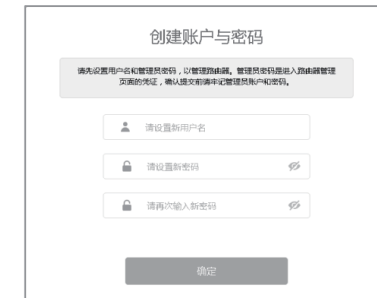 创建账户与密码
请先设置用户名和管理员密码，以管理路由器。管理员密码是进入路由器管理
页面的凭证，确认提交前请牢记管理员账户和密码。
请设置新用户名
请设置新密码
请再次输入新密码
确定